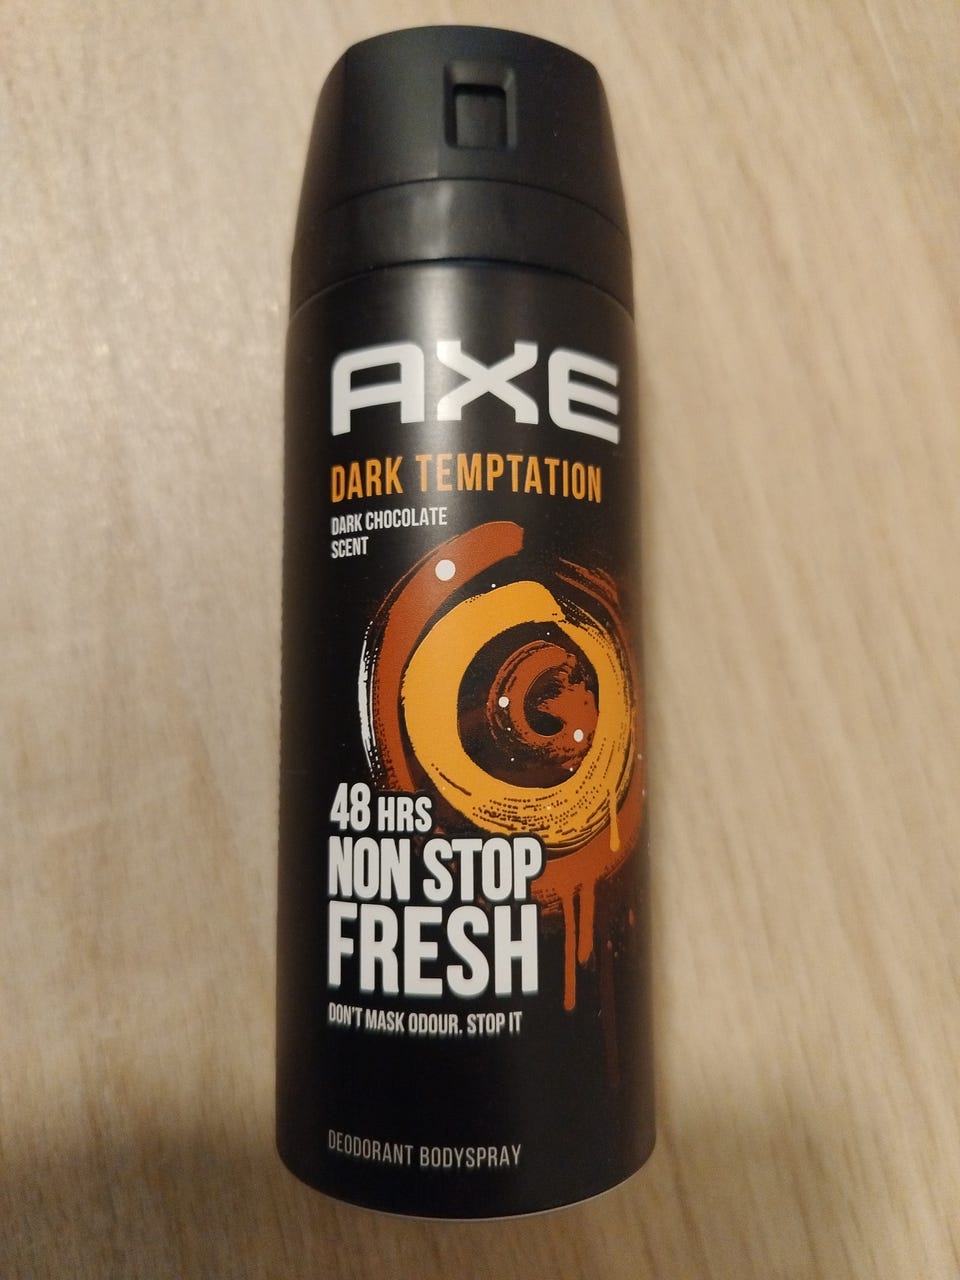 AXE
DARK TEMPTATION
DARK CHOCOLATE
SCENT
48 HRS
NON STOP
FRESH
DON'T MASK ODOUR. STOP IT
DEODORANT BODYSPRAY